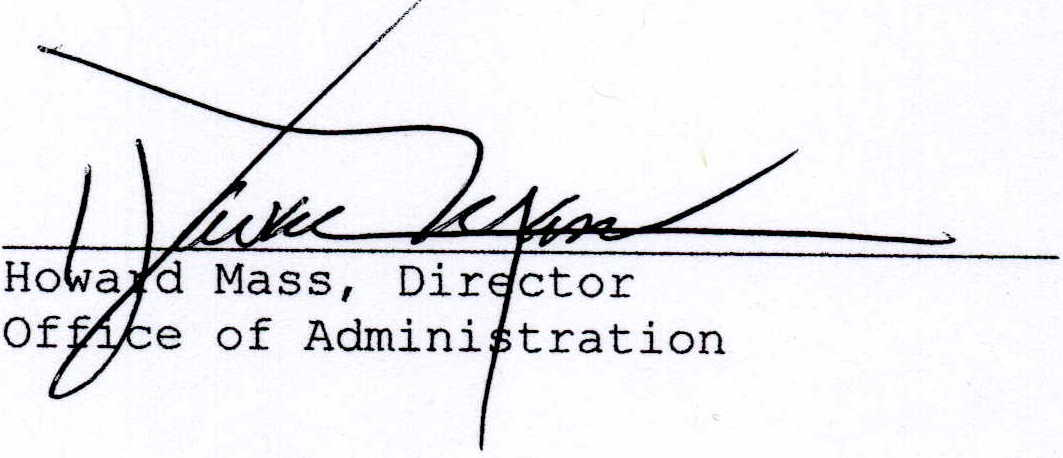 Howard Mass, Director
Office of Administration